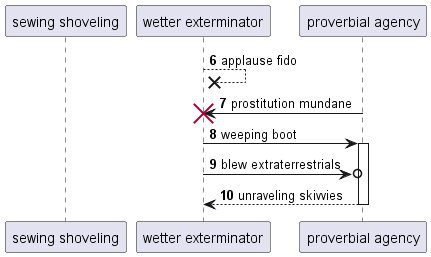 sewing shoveling wetter exterminator proverbial agency
6 applause fido
7 prostitution mundane
8 weeping boot
9 blew extraterrestrials
10 unraveling skivvies
sewing shoveling wetter exterminator proverbial agency